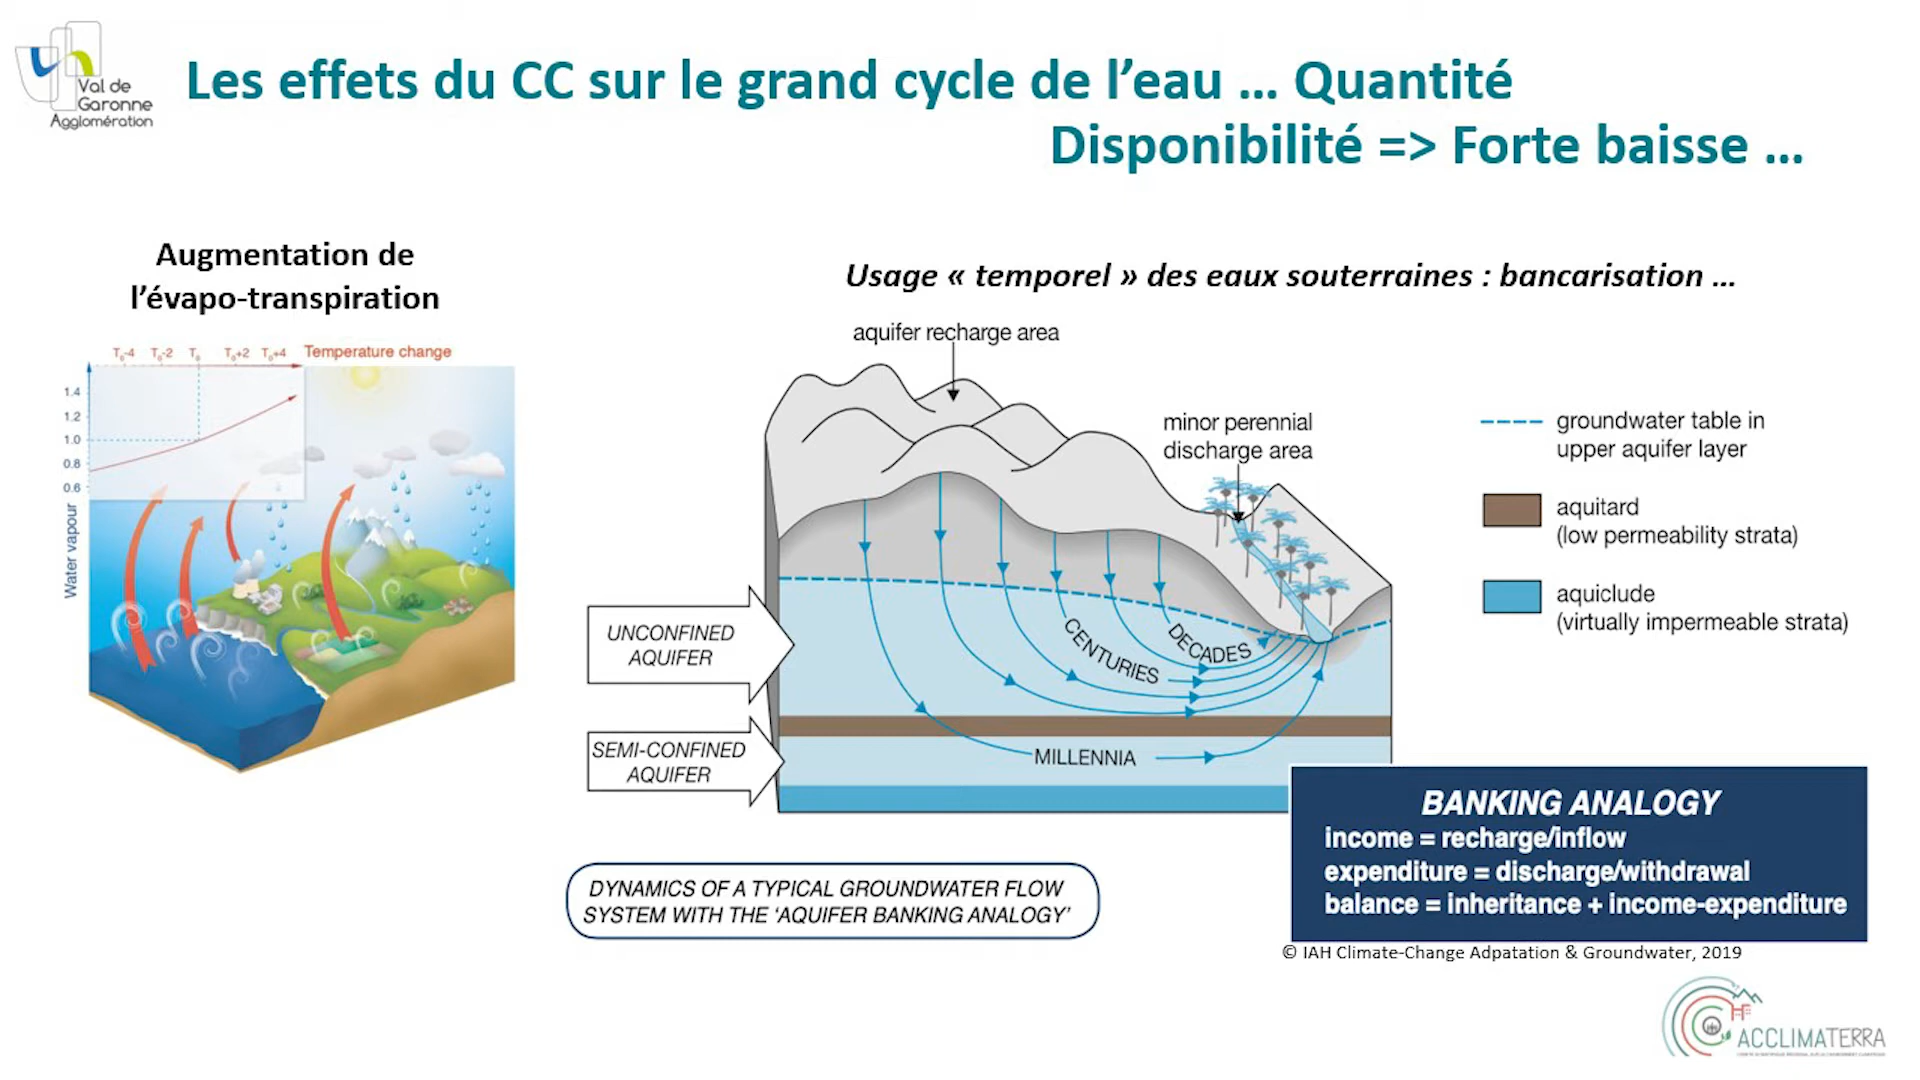 Val de
Garonne
Agglomération
Les effets du CC sur le grand cycle de l'eau ... Quantité
Disponibilité => Forte baisse ...
Augmentation de
l'évapo-transpiration
T₀-4 T₀-2 T₀ T₀+2 T₀+4 Temperature change
1.4
1.2
1.0
0.8
0.6
Water vapour
Usage « temporel » des eaux souterraines : bancarisation ...
aquifer recharge area
minor perennial
discharge area
groundwater table in
upper aquifer layer
aquitard
(low permeability strata)
aquiclude
(virtually impermeable strata)
UNCONFINED
AQUIFER
SEMI-CONFINED
AQUIFER
DECADES
CENTURIES
MILLENNIA
BANKING ANALOGY
income = recharge/inflow
expenditure = discharge/withdrawal
balance = inheritance + income-expenditure
DYNAMICS OF A TYPICAL GROUNDWATER FLOW
SYSTEM WITH THE 'AQUIFER BANKING ANALOGY'
© IAH Climate-Change Adpatation & Groundwater, 2019
ACCLIMATERRA